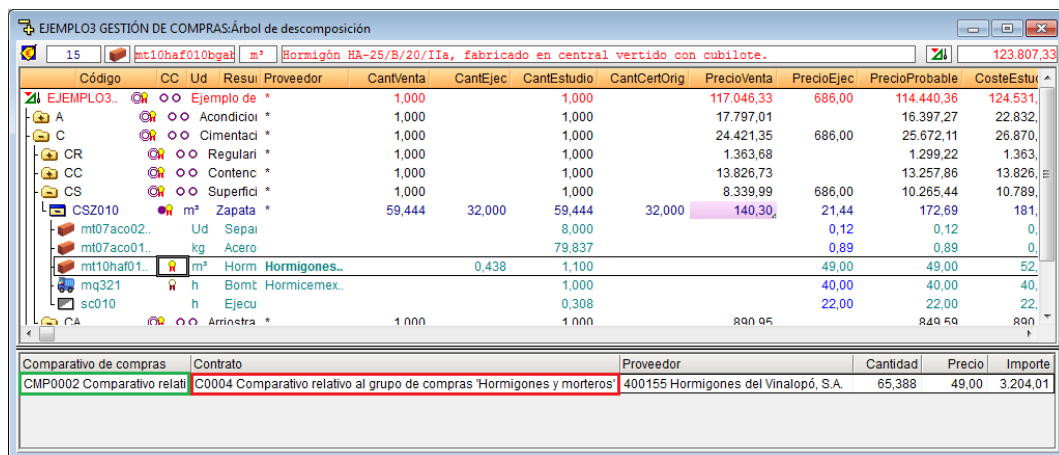 EJEMPLO3 GESTIÓN DE COMPRAS:Árbol de descomposición
15 mt10haf010bgab m³ Hormigón HA-25/B/20/IIa, fabricado en central vertido con cubilote. 123.807,33
Código CC Ud Resu Proveedor CantVenta CantEjec CantEstudio CantCertOrig PrecioVenta PrecioEjec PrecioProbable CosteEstu
EJEMPLO3.. Ejemplo de * 1,000 1,000 117.046,33 686,00 114.440,36 124.531,
A Acondicion * 1,000 1,000 17.797,01 16.397,27 22.832,
C Cimentaci * 1,000 1,000 24.421,35 686,00 25.672,11 26.870,
CR Regulari * 1,000 1,000 1.363,68 1.299,22 1.363,
CC Contenc * 1,000 1,000 13.826,73 13.257,86 13.826,
CS Superfici * 1,000 1,000 8.339,99 686,00 10.265,44 10.789,
CSZ010 m³ Zapata * 59,444 32,000 59,444 32,000 140,30 21,44 172,69 181,
mt07aco02.. Ud Sepai 8,000 0,12 0,12 0,
mt07aco01.. kg Acero 79,837 0,89 0,89 0,
mt10haf01.. m³ Horm Hormigones.. 0,438 1,100 49,00 49,00 52,
mq321 h Bomb Hormicemex.. 1,000 40,00 40,00 40,
sc010 h Ejecu 0,308 22,00 22,00 22,
CA Arriostra * 1,000 1,000 890,95 849,59 890
Comparativo de compras Contrato Proveedor Cantidad Precio Importe
CMP0002 Comparativo relati C0004 Comparativo relativo al grupo de compras 'Hormigones y morteros' 400155 Hormigones del Vinalopó, S.A. 65,388 49,00 3.204,01